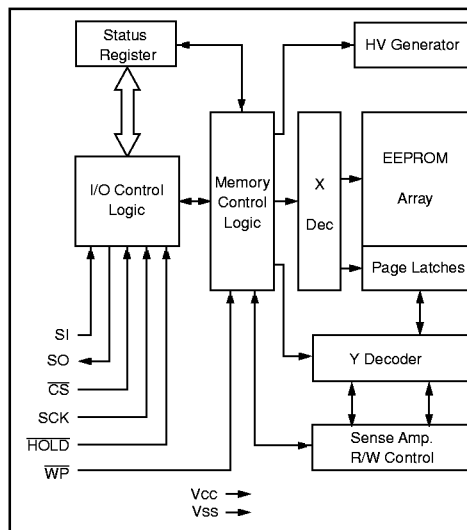 Status
Register
HV Generator
I/O Control
Logic
Memory
Control
Logic
X
Dec
EEPROM
Array
Page Latches
SI
SO
CS
SCK
HOLD
WP
Y Decoder
Sense Amp.
R/W Control
VCC
VSS